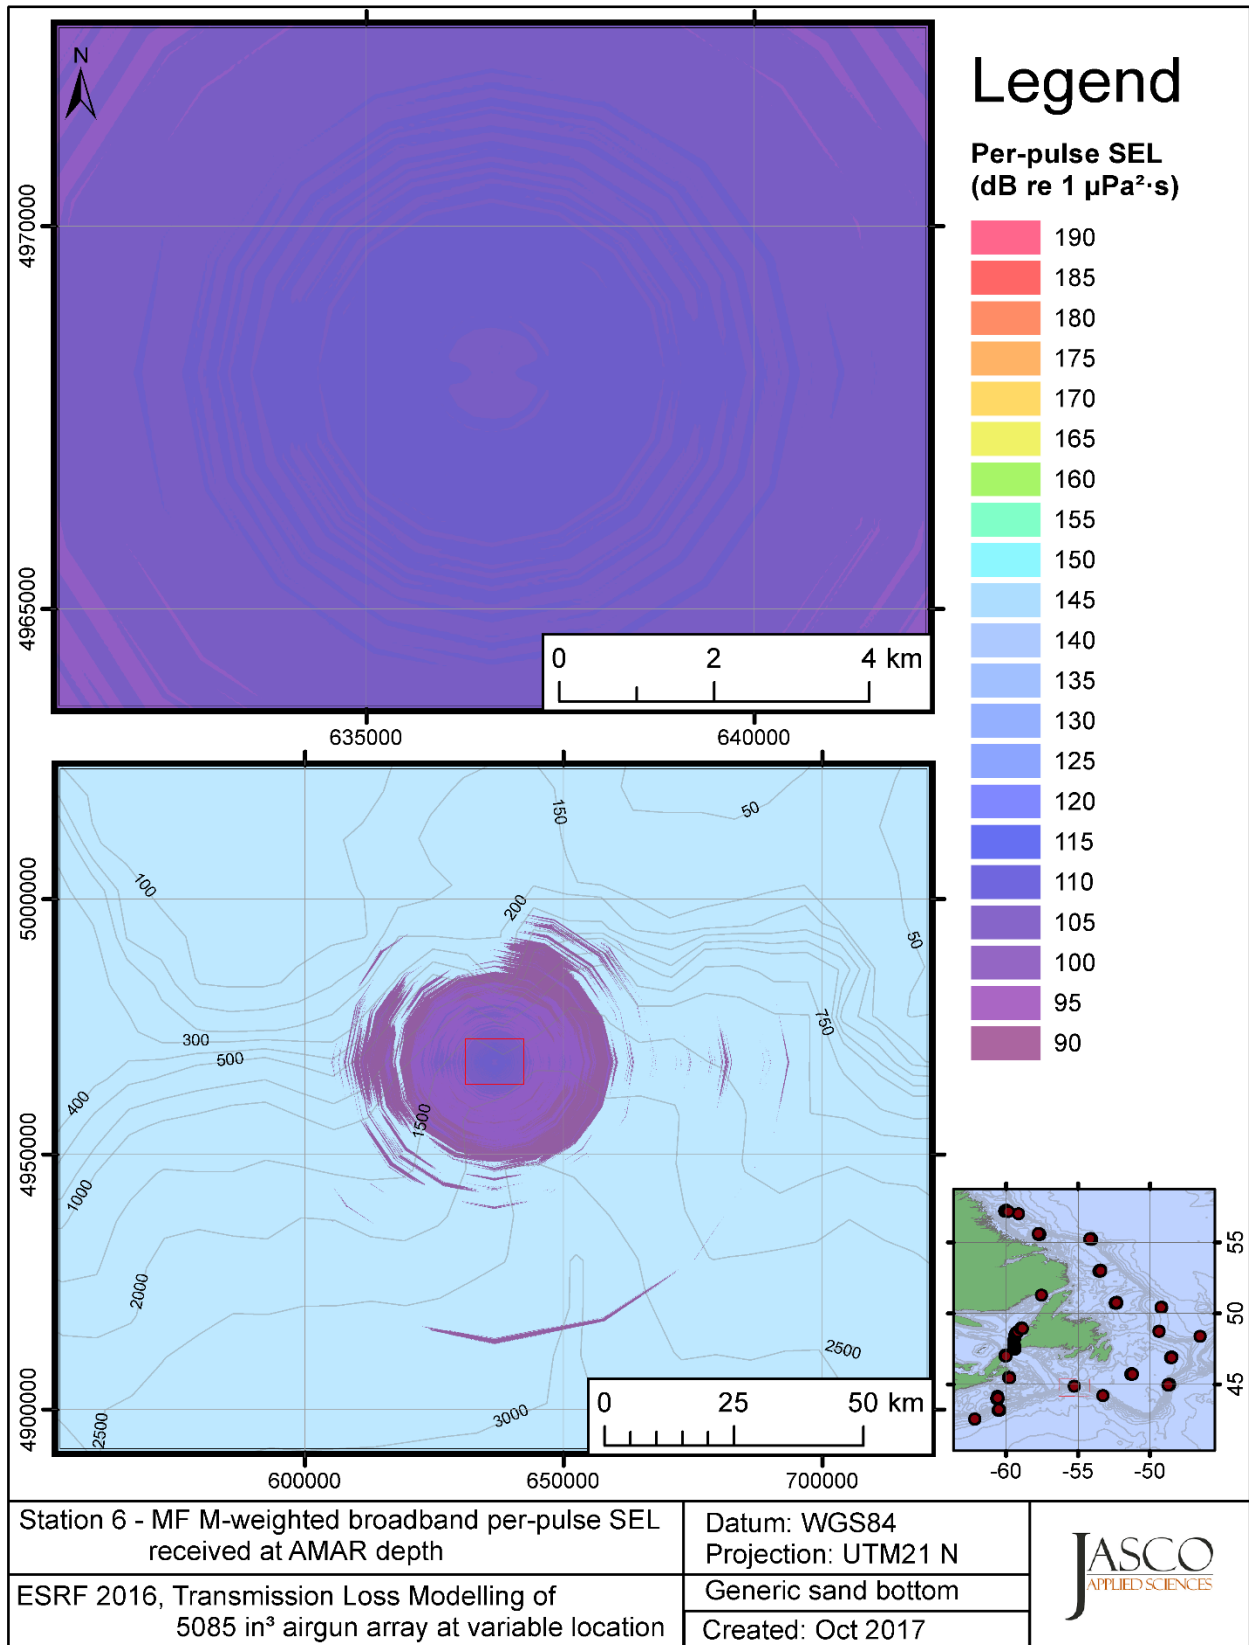 N
4970000
4965000
0 2 4 km
635000 640000
Legend
Per-pulse SEL
(dB re 1 µPa²·s)
190
185
180
175
170
165
160
155
150
145
140
135
130
125
120
115
110
105
100
95
90
5000000
4950000
4900000
150
50
100
200
50
300
500
750
400
1500
1000
2000
2500
2500
3000
0 25 50 km
600000 650000 700000
55
50
45
-60 -55 -50
Station 6 - MF M-weighted broadband per-pulse SEL
received at AMAR depth
ESRF 2016, Transmission Loss Modelling of
5085 in³ airgun array at variable location
Datum: WGS84
Projection: UTM21 N
Generic sand bottom
Created: Oct 2017
JASCO
APPLIED SCIENCES